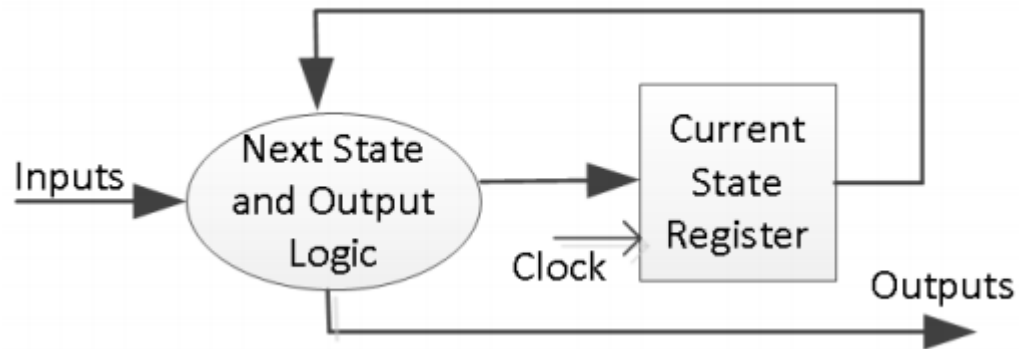 Inputs
Next State
and Output
Logic
Clock
Current
State
Register
Outputs